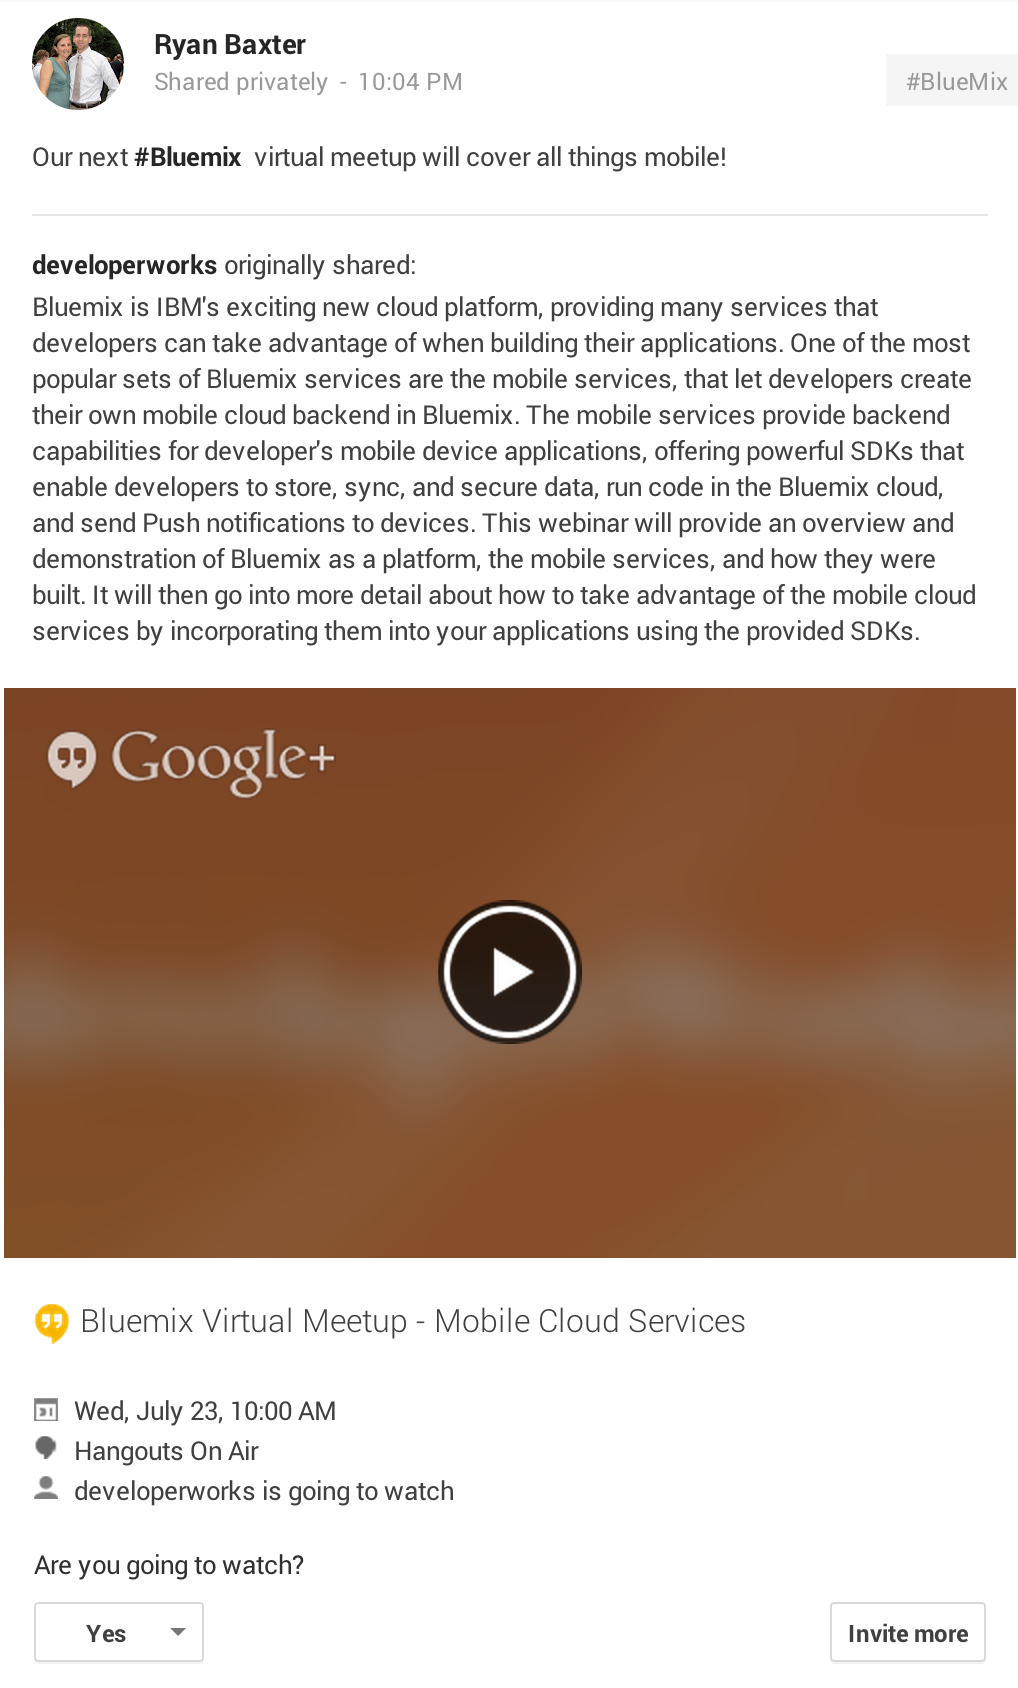 Ryan Baxter
Shared privately - 10:04 PM
#BlueMix
Our next #Bluemix virtual meetup will cover all things mobile!
developerworks originally shared:
Bluemix is IBM's exciting new cloud platform, providing many services that
developers can take advantage of when building their applications. One of the most
popular sets of Bluemix services are the mobile services, that let developers create
their own mobile cloud backend in Bluemix. The mobile services provide backend
capabilities for developer's mobile device applications, offering powerful SDKs that
enable developers to store, sync, and secure data, run code in the Bluemix cloud,
and send Push notifications to devices. This webinar will provide an overview and
demonstration of Bluemix as a platform, the mobile services, and how they were
built. It will then go into more detail about how to take advantage of the mobile cloud
services by incorporating them into your applications using the provided SDKs.
Google+
Bluemix Virtual Meetup - Mobile Cloud Services
31
Wed, July 23, 10:00 AM
Hangouts On Air
developerworks is going to watch
Are you going to watch?
Yes
Invite more